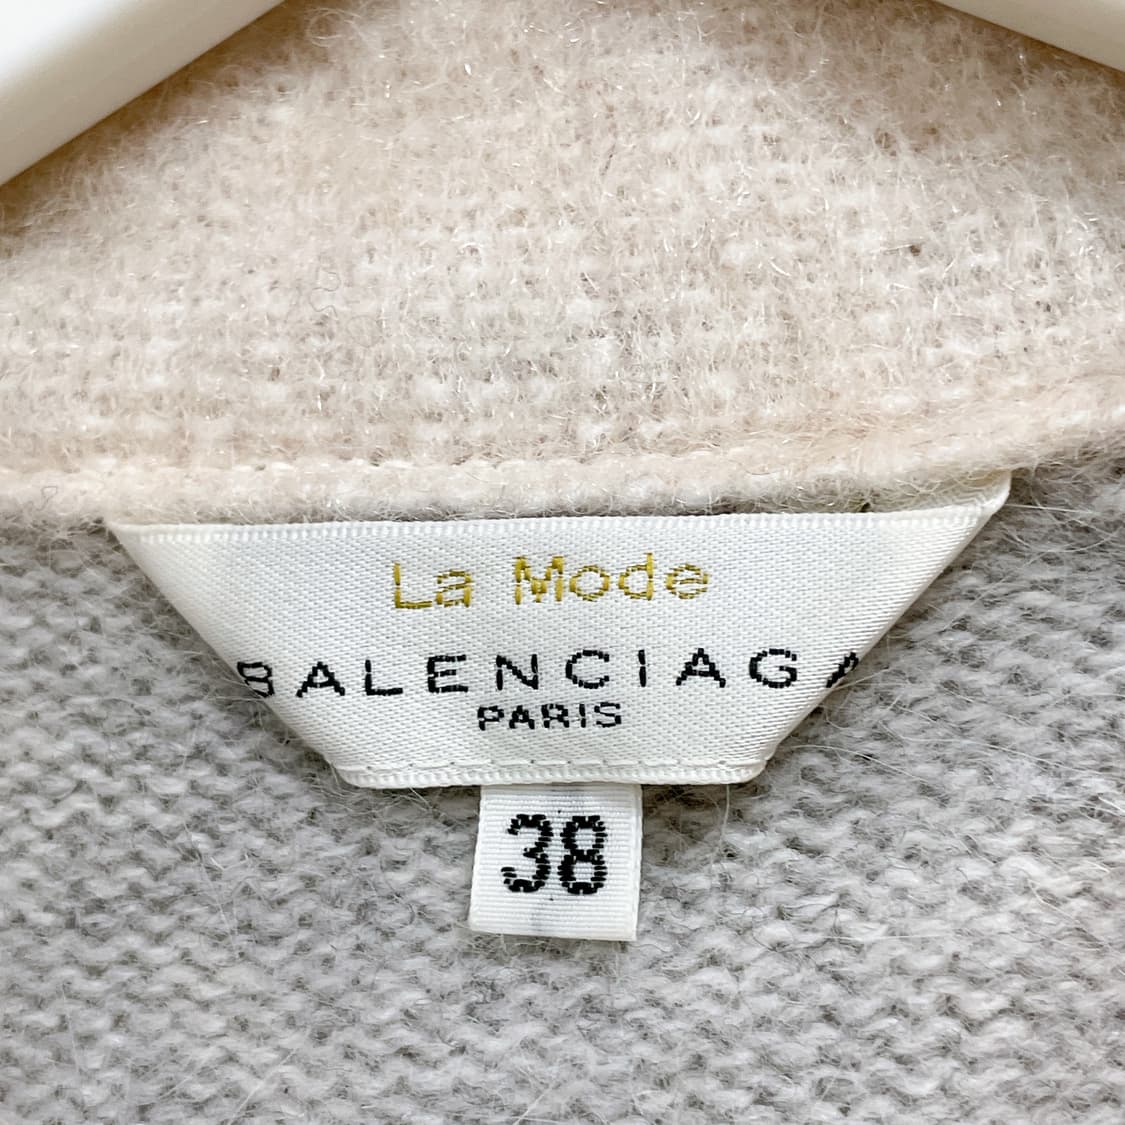 La Mode
BALENCIAGA
PARIS
38